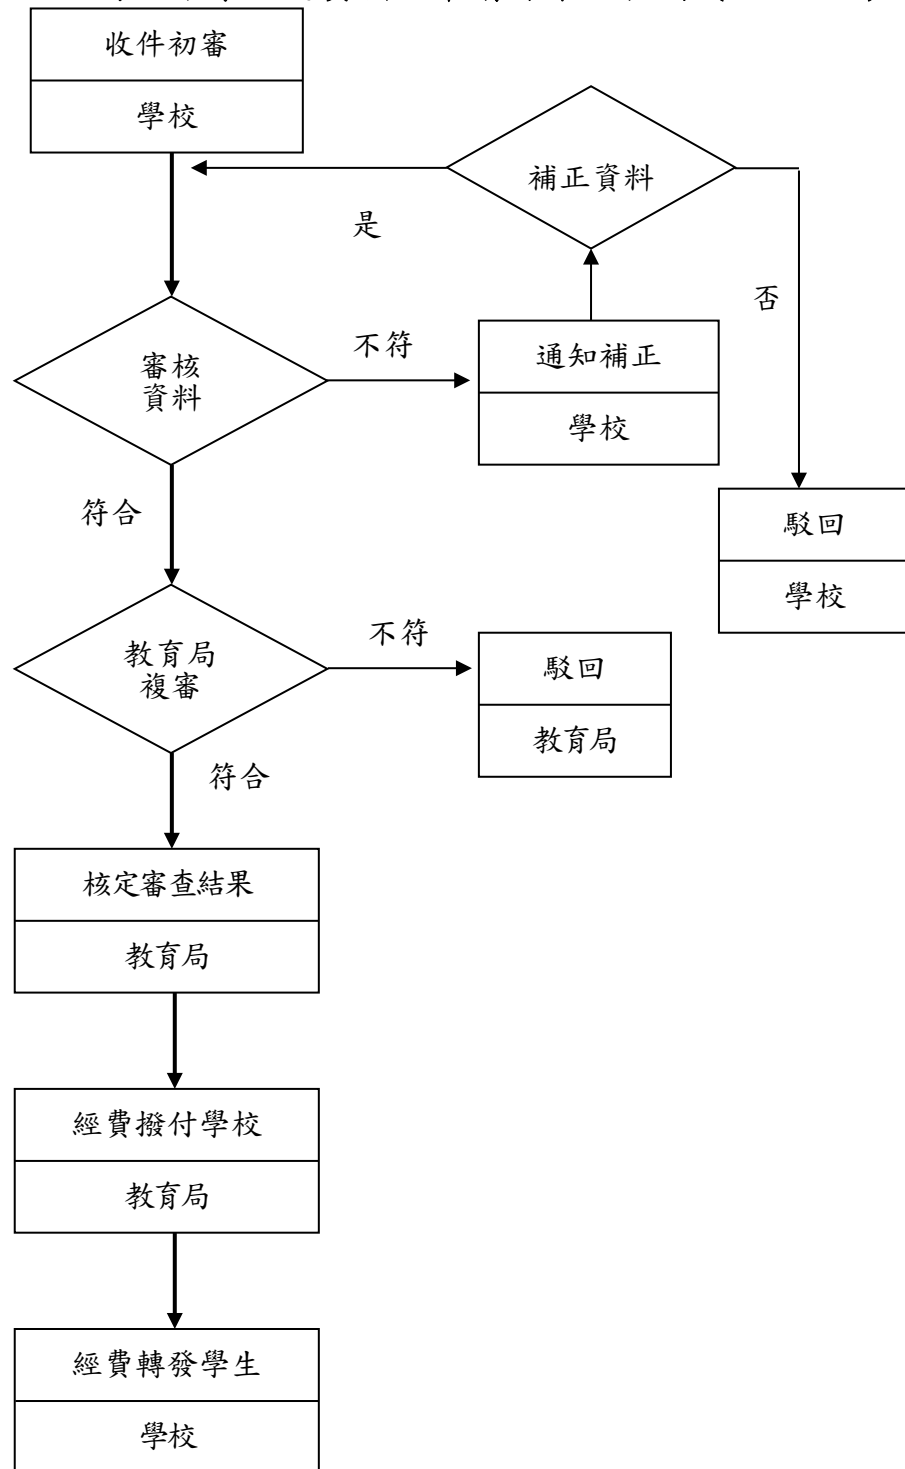 收件初審
學校
補正資料
是
否
審核
資料
不符
通知補正
學校
符合
駁回
學校
教育局
複審
不符
駁回
教育局
符合
核定審查結果
教育局
經費撥付學校
教育局
經費轉發學生
學校